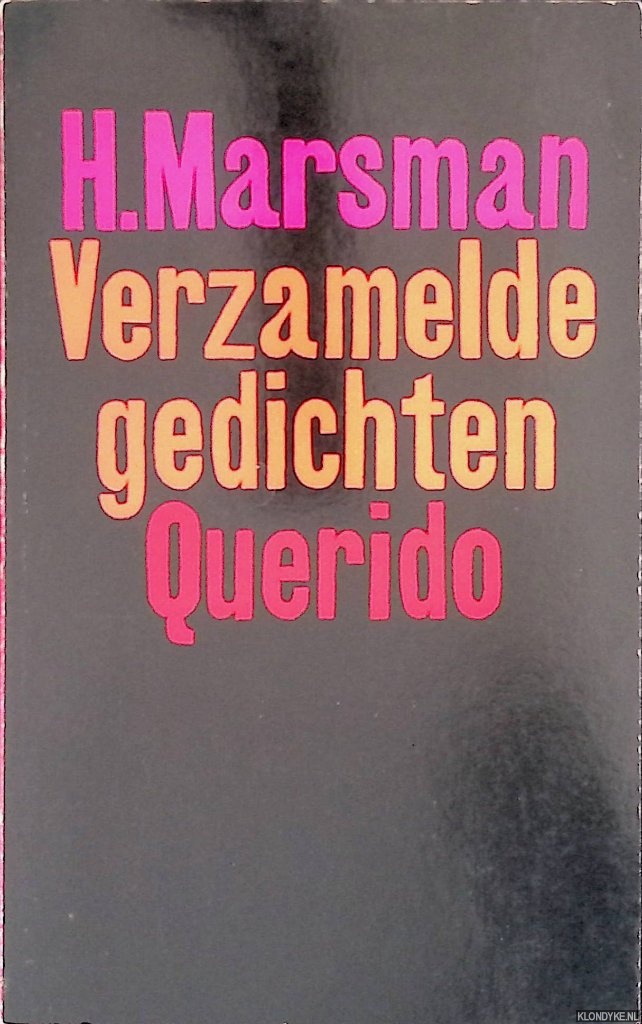 H.Marsman
Verzamelde
gedichten
Querido
KLONDYKE.NL